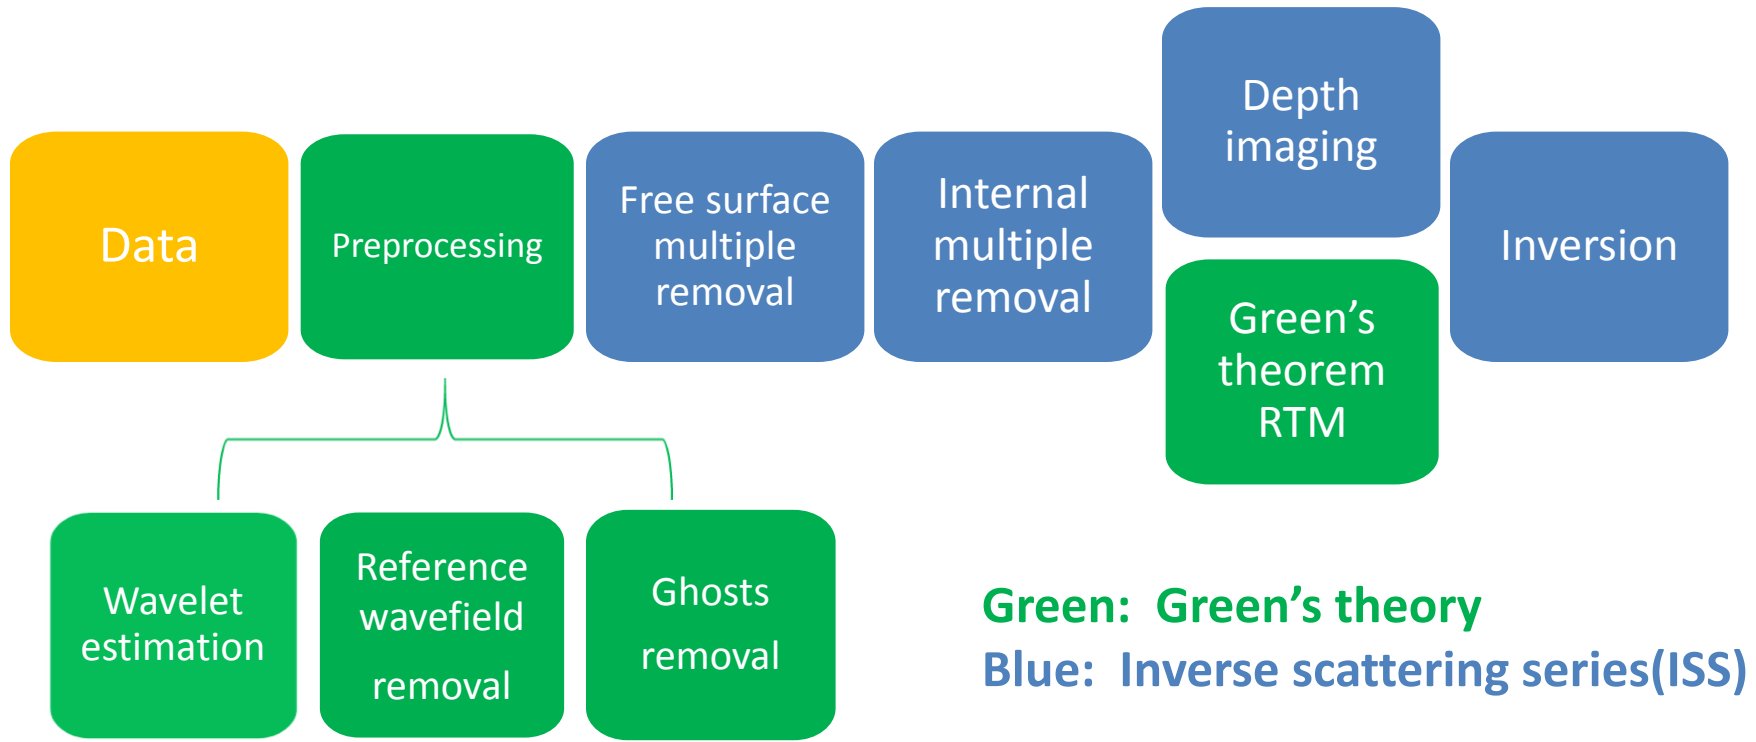 Data
Preprocessing
Free surface
multiple
removal
Internal
multiple
removal
Depth
imaging
Green’s
theorem
RTM
Inversion
Wavelet
estimation
Reference
wavefield
removal
Ghosts
removal
Green:  Green’s theory
Blue:  Inverse scattering series(ISS)